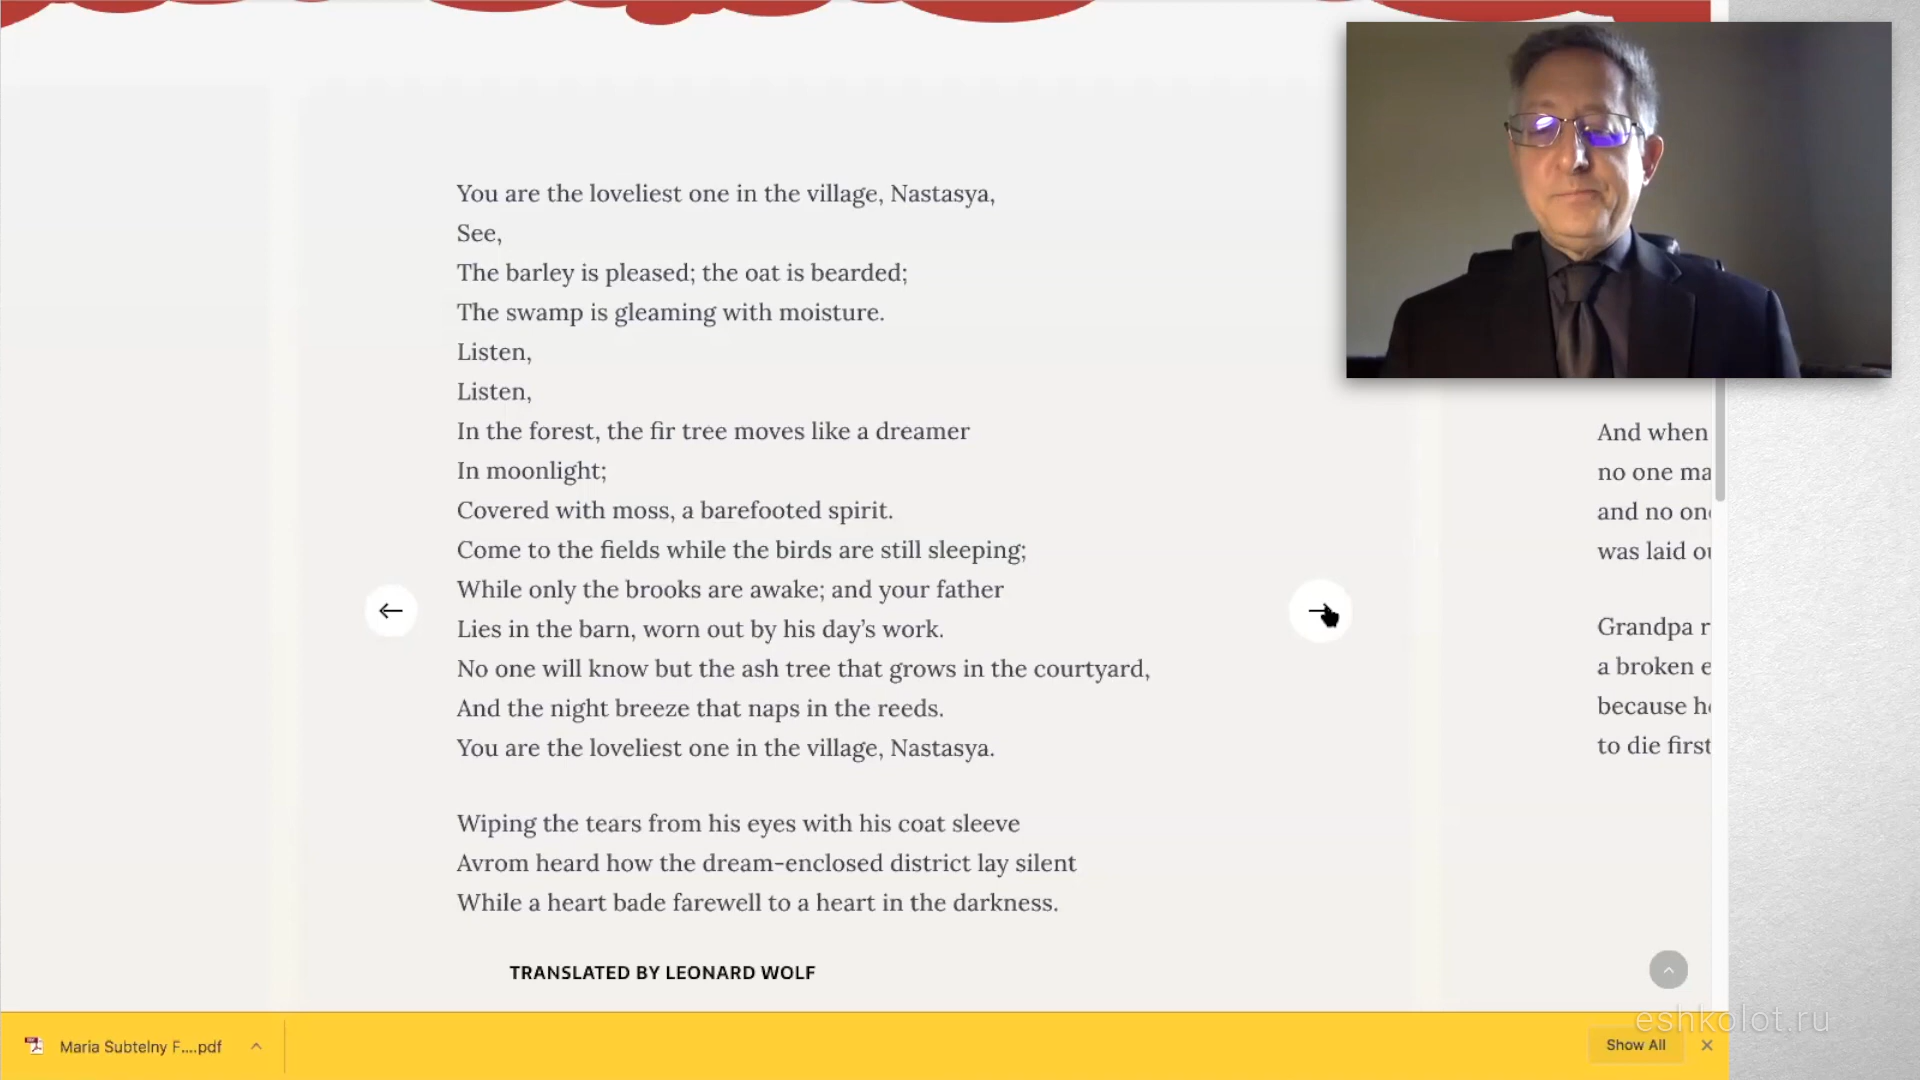 You are the loveliest one in the village, Nastasya,
See,
The barley is pleased; the oat is bearded;
The swamp is gleaming with moisture.
Listen,
Listen,
In the forest, the fir tree moves like a dreamer
In moonlight;
Covered with moss, a barefooted spirit.
Come to the fields while the birds are still sleeping;
While only the brooks are awake; and your father
Lies in the barn, worn out by his day’s work.
No one will know but the ash tree that grows in the courtyard,
And the night breeze that naps in the reeds.
You are the loveliest one in the village, Nastasya.
Wiping the tears from his eyes with his coat sleeve
Avrom heard how the dream-enclosed district lay silent
While a heart bade farewell to a heart in the darkness.
TRANSLATED BY LEONARD WOLF
And when
no one ma
and no on
was laid o
Grandpa r
a broken e
because h
to die first
eshkolot.ru
Maria Subtelny F....pdf
Show All